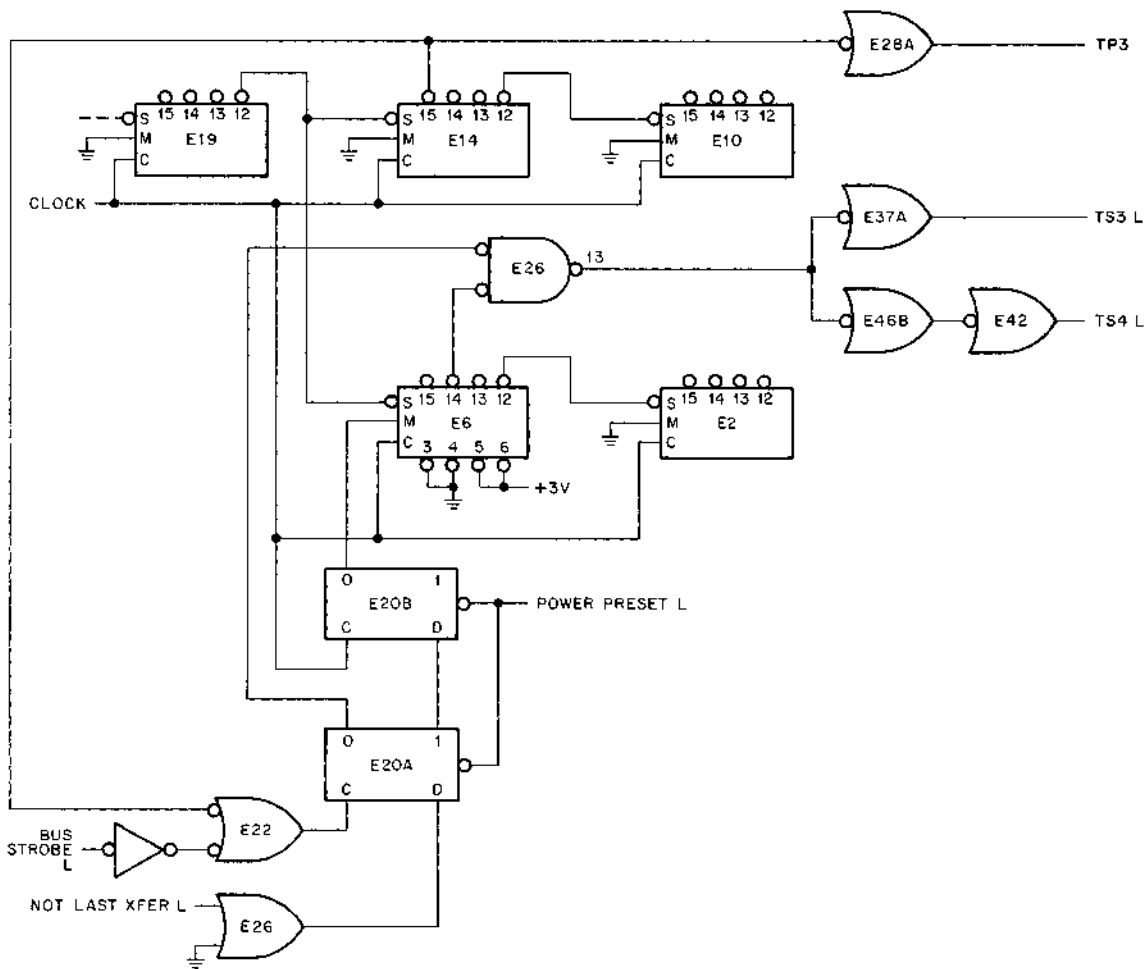 E28A
TP3
15 14 13 12
S
M
C
E19
15 14 13 12
S
M
C
E14
15 14 13 12
S
M
C
E10
CLOCK
E37A
TS3 L
E26
13
E46B
E42
TS4 L
15 14 13 12
S
M
C
E6
3 4 5 6
+3V
15 14 13 12
S
M
C
E2
0 1
E20B
C D
POWER PRESET L
0 1
E20A
C D
E22
BUS
STROBE
L
NOT LAST XFER L
E26